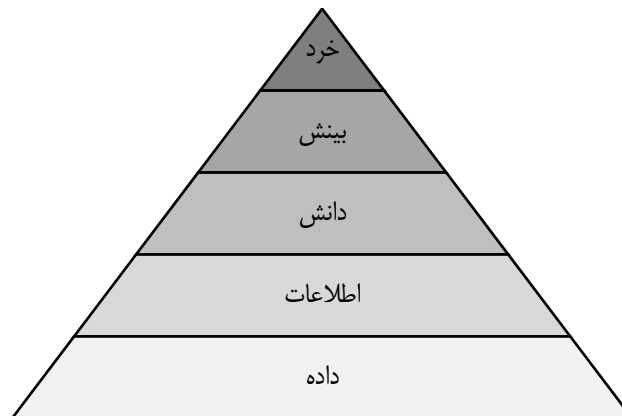 خرد
بینش
دانش
اطلاعات
داده